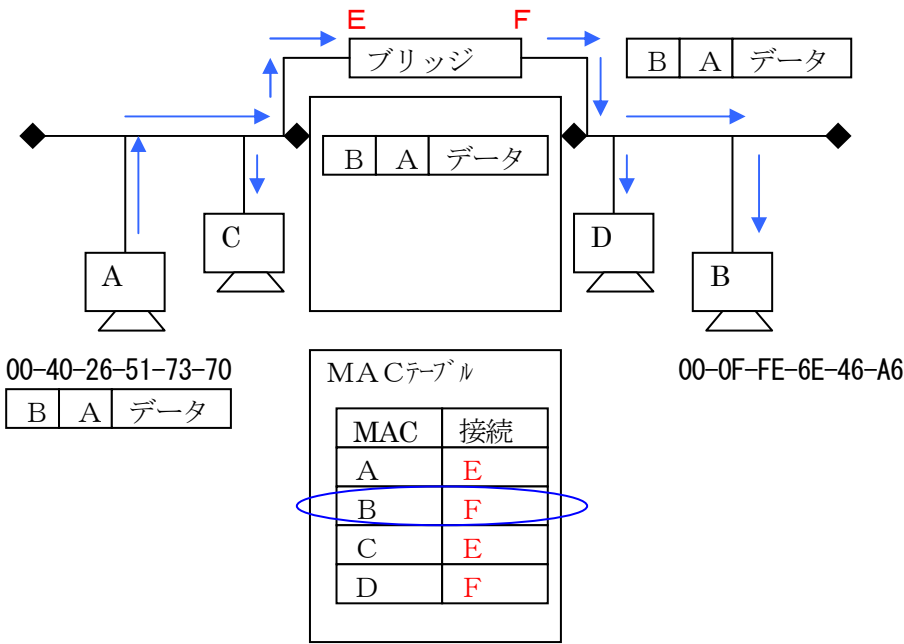 E
F
ブリッジ
B A データ
B A データ
C
D
A
B
00-40-26-51-73-70
00-0F-FE-6E-46-A6
B A データ
MACテーブル
MAC 接続
A E
B F
C E
D F